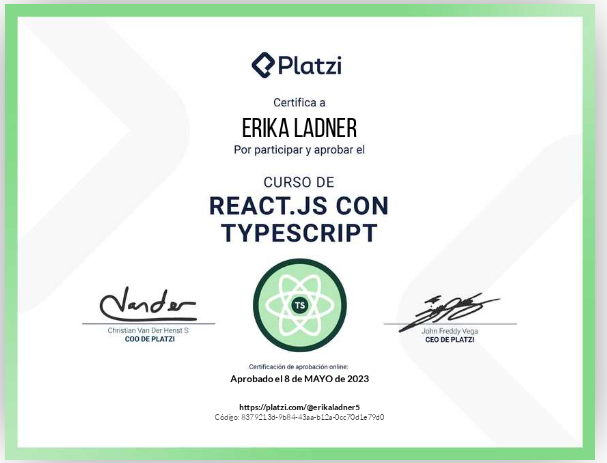 Platzi
Certifica a
ERIKA LADNER
Por participar y aprobar el
CURSO DE
REACT.JS CON
TYPESCRIPT
TS
Christian Van Der Henst S
COO DE PLATZI
John Freddy Vega
CEO DE PLATZI
Certificación de aprobación online:
Aprobado el 8 de MAYO de 2023
https://platzi.com/@erikaladner5
Código: 8379213d-9b84-43aa-b12a-0cc70d1e79d0